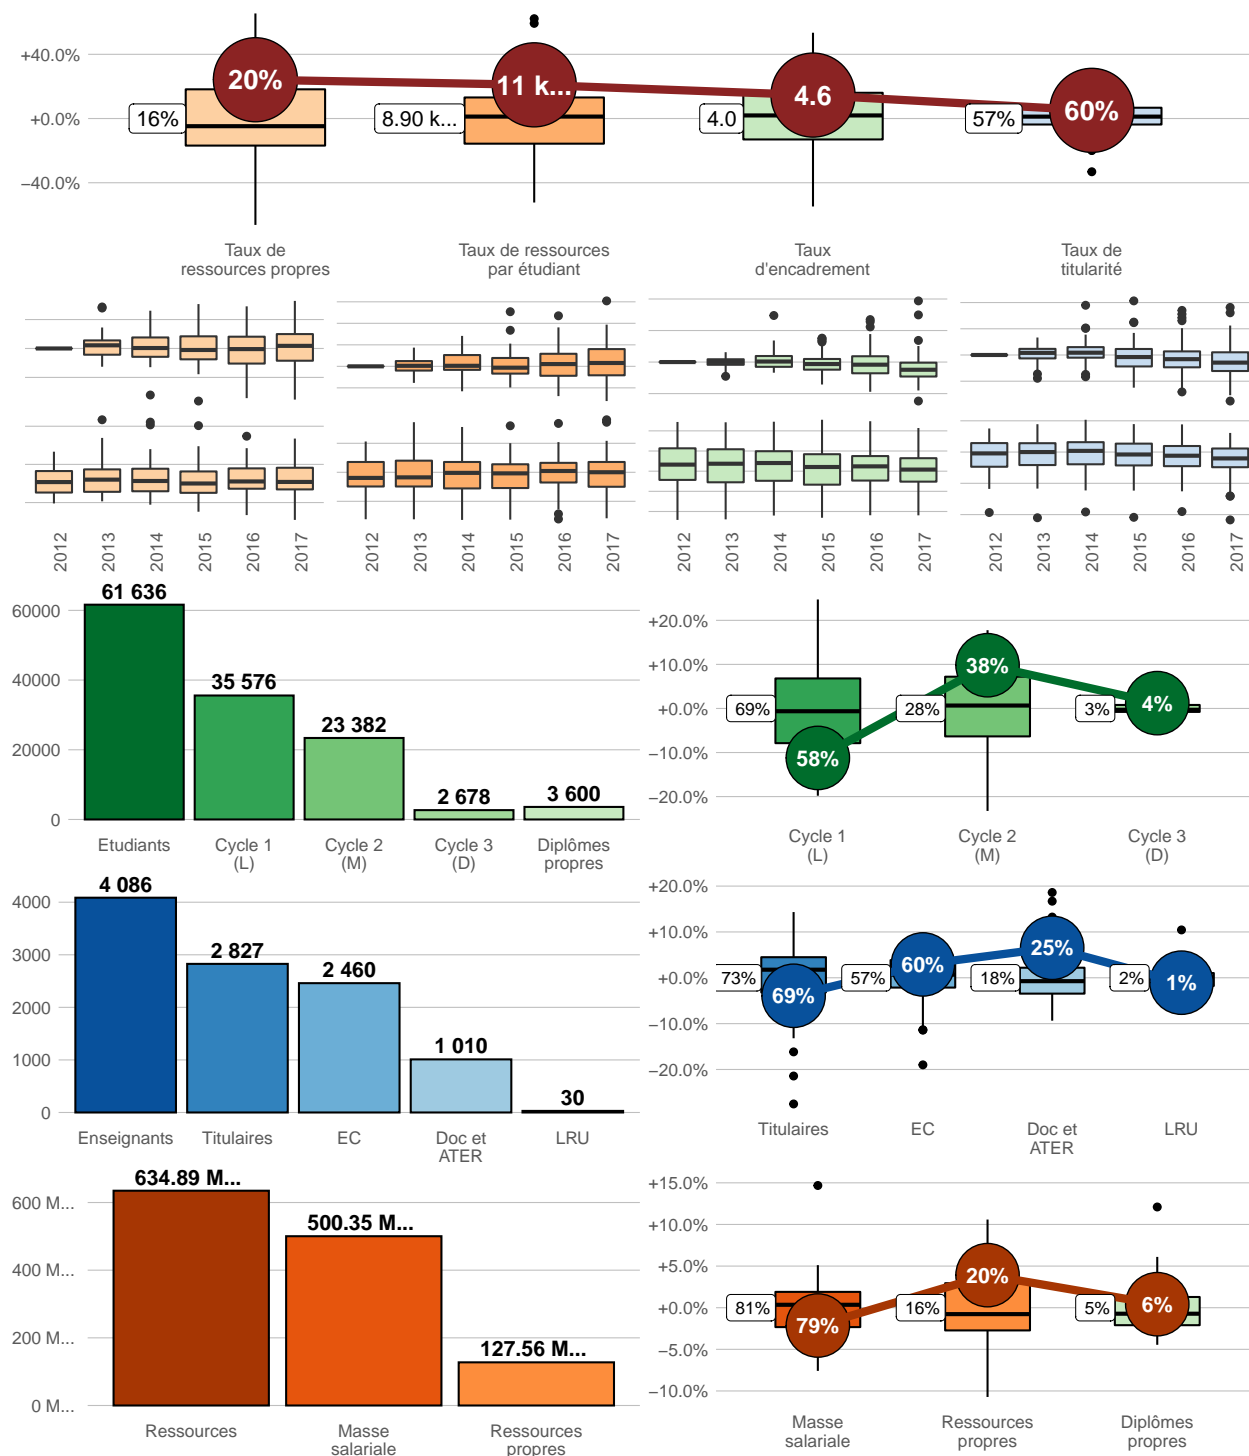 +40.0%
+0.0%
−40.0%
20%
11 k...
4.6
60%
16%
8.90 k...
4.0
57%
Taux de
ressources propres
Taux de ressources
par étudiant
Taux
d'encadrement
Taux de
titularité
2012
2013
2014
2015
2016
2017
2012
2013
2014
2015
2016
2017
2012
2013
2014
2015
2016
2017
2012
2013
2014
2015
2016
2017
60000
40000
20000
0
61 636
35 576
23 382
2 678
3 600
Etudiants
Cycle 1
(L)
Cycle 2
(M)
Cycle 3
(D)
Diplômes
propres
+20.0%
+10.0%
+0.0%
−10.0%
−20.0%
69%
58%
28%
38%
3%
4%
Cycle 1
(L)
Cycle 2
(M)
Cycle 3
(D)
4000
3000
2000
1000
0
4 086
2 827
2 460
1 010
30
Enseignants
Titulaires
EC
Doc et
ATER
LRU
+20.0%
+10.0%
+0.0%
−10.0%
−20.0%
73%
69%
57%
60%
18%
25%
2%
1%
Titulaires
EC
Doc et
ATER
LRU
600 M...
400 M...
200 M...
0 M...
634.89 M...
500.35 M...
127.56 M...
Ressources
Masse
salariale
Ressources
propres
+15.0%
+10.0%
+5.0%
+0.0%
−5.0%
−10.0%
81%
79%
16%
20%
5%
6%
Masse
salariale
Ressources
propres
Diplômes
propres